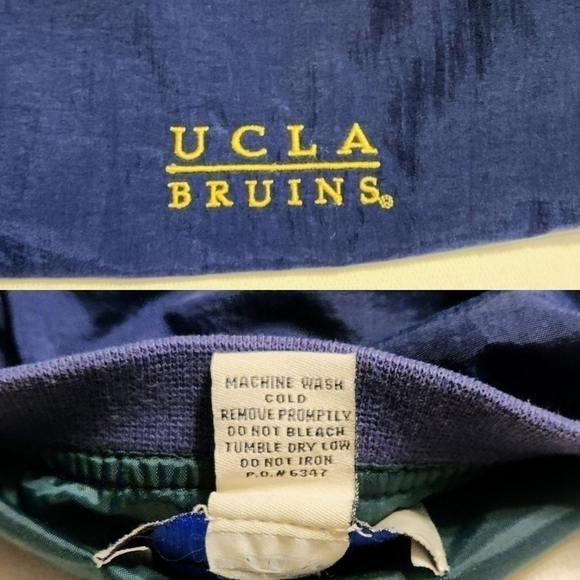 UCLA
BRUINS®
MACHINE WASH
COLD
REMOVE PROMPTLY
DO NOT BLEACH
TUMBLE DRY LOW
DO NOT IRON
P.O.# 6347